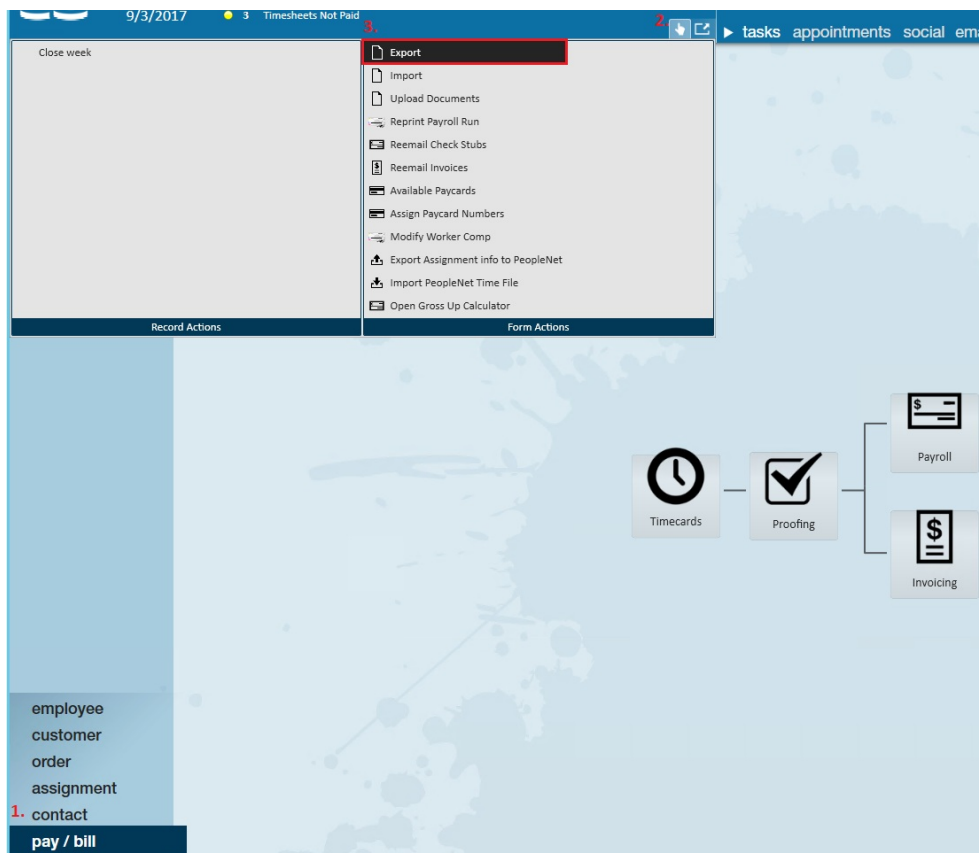 9/3/2017
3 Timesheets Not Paid
3.
2.
tasks appointments social
Close week
Export
Import
Upload Documents
Reprint Payroll Run
Reemail Check Stubs
Reemail Invoices
Available Paycards
Assign Paycard Numbers
Modify Worker Comp
Export Assignment info to PeopleNet
Import PeopleNet Time File
Open Gross Up Calculator
Record Actions
Form Actions
Payroll
Timecards
Proofing
Invoicing
employee
customer
order
assignment
1. contact
pay / bill